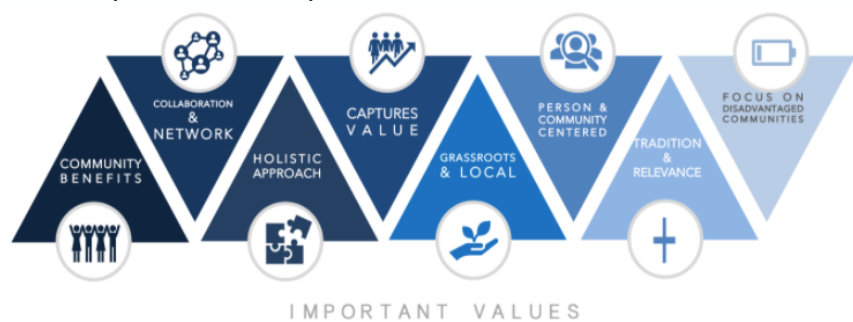 COMMUNITY
BENEFITS
COLLABORATION
&
NETWORK
HOLISTIC
APPROACH
CAPTURES
VALUE
GRASSROOTS
& LOCAL
PERSON &
COMMUNITY
CENTERED
TRADITION
&
RELEVANCE
FOCUS ON
DISADVANTAGED
COMMUNITIES
IMPORTANT VALUES